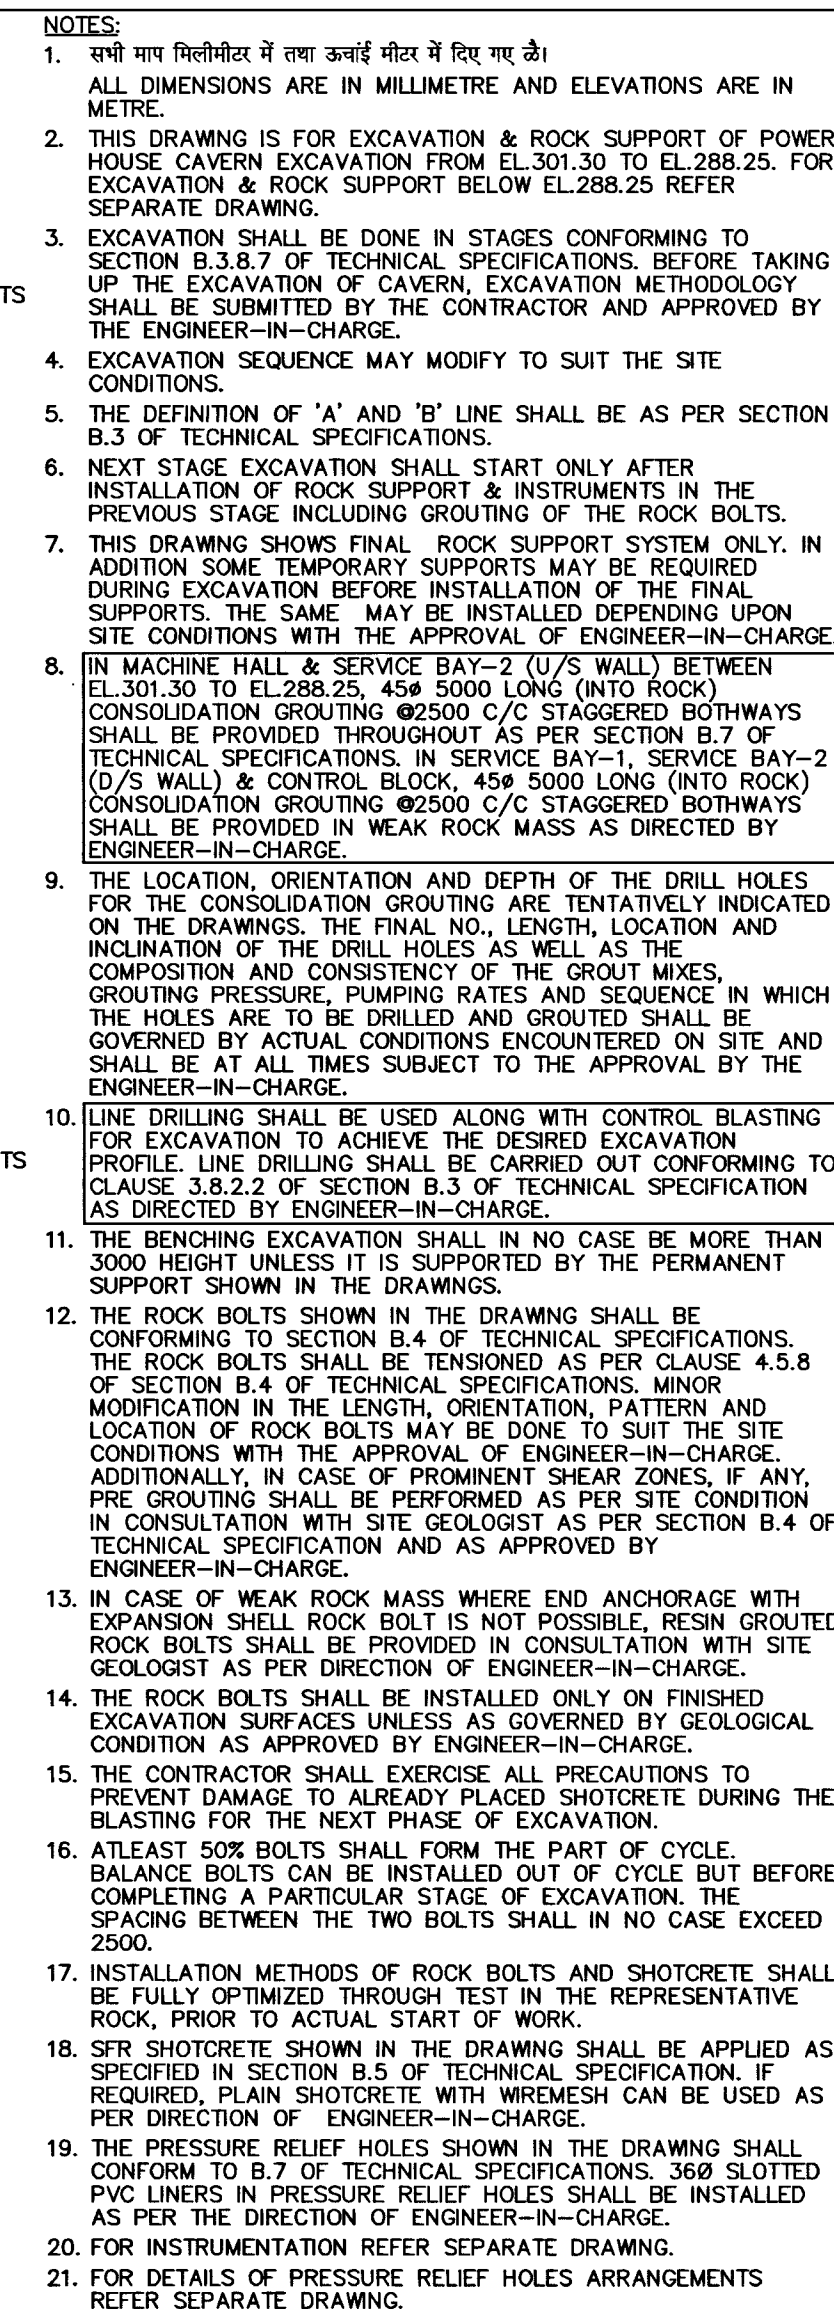 NOTES:
1. सभी माप मिलीमीटर में तथा ऊचांई मीटर में दिए गए ळै।
ALL DIMENSIONS ARE IN MILLIMETRE AND ELEVATIONS ARE IN
METRE.
2. THIS DRAWING IS FOR EXCAVATION & ROCK SUPPORT OF POWER
HOUSE CAVERN EXCAVATION FROM EL.301.30 TO EL.288.25. FOR
EXCAVATION & ROCK SUPPORT BELOW EL.288.25 REFER
SEPARATE DRAWING.
3. EXCAVATION SHALL BE DONE IN STAGES CONFORMING TO
SECTION B.3.8.7 OF TECHNICAL SPECIFICATIONS. BEFORE TAKING
UP THE EXCAVATION OF CAVERN, EXCAVATION METHODOLOGY
TS
SHALL BE SUBMITTED BY THE CONTRACTOR AND APPROVED BY
THE ENGINEER-IN-CHARGE.
4. EXCAVATION SEQUENCE MAY MODIFY TO SUIT THE SITE
CONDITIONS.
5. THE DEFINITION OF 'A' AND 'B' LINE SHALL BE AS PER SECTION
B.3 OF TECHNICAL SPECIFICATIONS.
6. NEXT STAGE EXCAVATION SHALL START ONLY AFTER
INSTALLATION OF ROCK SUPPORT & INSTRUMENTS IN THE
PREVIOUS STAGE INCLUDING GROUTING OF THE ROCK BOLTS.
7. THIS DRAWING SHOWS FINAL ROCK SUPPORT SYSTEM ONLY. IN
ADDITION SOME TEMPORARY SUPPORTS MAY BE REQUIRED
DURING EXCAVATION BEFORE INSTALLATION OF THE FINAL
SUPPORTS. THE SAME MAY BE INSTALLED DEPENDING UPON
SITE CONDITIONS WITH THE APPROVAL OF ENGINEER-IN-CHARGE.
8. IN MACHINE HALL & SERVICE BAY-2 (U/S WALL) BETWEEN
EL.301.30 TO EL.288.25, 45ø 5000 LONG (INTO ROCK)
CONSOLIDATION GROUTING @2500 C/C STAGGERED BOTHWAYS
SHALL BE PROVIDED THROUGHOUT AS PER SECTION B.7 OF
TECHNICAL SPECIFICATIONS. IN SERVICE BAY-1, SERVICE BAY-2
(D/S WALL) & CONTROL BLOCK, 45ø 5000 LONG (INTO ROCK)
CONSOLIDATION GROUTING @2500 C/C STAGGERED BOTHWAYS
SHALL BE PROVIDED IN WEAK ROCK MASS AS DIRECTED BY
ENGINEER-IN-CHARGE.
9. THE LOCATION, ORIENTATION AND DEPTH OF THE DRILL HOLES
FOR THE CONSOLIDATION GROUTING ARE TENTATIVELY INDICATED
ON THE DRAWINGS. THE FINAL NO., LENGTH, LOCATION AND
INCLINATION OF THE DRILL HOLES AS WELL AS THE
COMPOSITION AND CONSISTENCY OF THE GROUT MIXES,
GROUTING PRESSURE, PUMPING RATES AND SEQUENCE IN WHICH
THE HOLES ARE TO BE DRILLED AND GROUTED SHALL BE
GOVERNED BY ACTUAL CONDITIONS ENCOUNTERED ON SITE AND
SHALL BE AT ALL TIMES SUBJECT TO THE APPROVAL BY THE
ENGINEER-IN-CHARGE.
10. LINE DRILLING SHALL BE USED ALONG WITH CONTROL BLASTING
FOR EXCAVATION TO ACHIEVE THE DESIRED EXCAVATION
TS
PROFILE. LINE DRILLING SHALL BE CARRIED OUT CONFORMING TO
CLAUSE 3.8.2.2 OF SECTION B.3 OF TECHNICAL SPECIFICATION
AS DIRECTED BY ENGINEER-IN-CHARGE.
11. THE BENCHING EXCAVATION SHALL IN NO CASE BE MORE THAN
3000 HEIGHT UNLESS IT IS SUPPORTED BY THE PERMANENT
SUPPORT SHOWN IN THE DRAWINGS.
12. THE ROCK BOLTS SHOWN IN THE DRAWING SHALL BE
CONFORMING TO SECTION B.4 OF TECHNICAL SPECIFICATIONS.
THE ROCK BOLTS SHALL BE TENSIONED AS PER CLAUSE 4.5.8
OF SECTION B.4 OF TECHNICAL SPECIFICATIONS. MINOR
MODIFICATION IN THE LENGTH, ORIENTATION, PATTERN AND
LOCATION OF ROCK BOLTS MAY BE DONE TO SUIT THE SITE
CONDITIONS WITH THE APPROVAL OF ENGINEER-IN-CHARGE.
ADDITIONALLY, IN CASE OF PROMINENT SHEAR ZONES, IF ANY,
PRE GROUTING SHALL BE PERFORMED AS PER SITE CONDITION
IN CONSULTATION WITH SITE GEOLOGIST AS PER SECTION B.4 OF
TECHNICAL SPECIFICATION AND AS APPROVED BY
ENGINEER-IN-CHARGE.
13. IN CASE OF WEAK ROCK MASS WHERE END ANCHORAGE WITH
EXPANSION SHELL ROCK BOLT IS NOT POSSIBLE, RESIN GROUTED
ROCK BOLTS SHALL BE PROVIDED IN CONSULTATION WITH SITE
GEOLOGIST AS PER DIRECTION OF ENGINEER-IN-CHARGE.
14. THE ROCK BOLTS SHALL BE INSTALLED ONLY ON FINISHED
EXCAVATION SURFACES UNLESS AS GOVERNED BY GEOLOGICAL
CONDITION AS APPROVED BY ENGINEER-IN-CHARGE.
15. THE CONTRACTOR SHALL EXERCISE ALL PRECAUTIONS TO
PREVENT DAMAGE TO ALREADY PLACED SHOTCRETE DURING THE
BLASTING FOR THE NEXT PHASE OF EXCAVATION.
16. ATLEAST 50% BOLTS SHALL FORM THE PART OF CYCLE.
BALANCE BOLTS CAN BE INSTALLED OUT OF CYCLE BUT BEFORE
COMPLETING A PARTICULAR STAGE OF EXCAVATION. THE
SPACING BETWEEN THE TWO BOLTS SHALL IN NO CASE EXCEED
2500.
17. INSTALLATION METHODS OF ROCK BOLTS AND SHOTCRETE SHALL
BE FULLY OPTIMIZED THROUGH TEST IN THE REPRESENTATIVE
ROCK, PRIOR TO ACTUAL START OF WORK.
18. SFR SHOTCRETE SHOWN IN THE DRAWING SHALL BE APPLIED AS
SPECIFIED IN SECTION B.5 OF TECHNICAL SPECIFICATION. IF
REQUIRED, PLAIN SHOTCRETE WITH WIREMESH CAN BE USED AS
PER DIRECTION OF ENGINEER-IN-CHARGE.
19. THE PRESSURE RELIEF HOLES SHOWN IN THE DRAWING SHALL
CONFORM TO B.7 OF TECHNICAL SPECIFICATIONS. 36Ø SLOTTED
PVC LINERS IN PRESSURE RELIEF HOLES SHALL BE INSTALLED
AS PER THE DIRECTION OF ENGINEER-IN-CHARGE.
20. FOR INSTRUMENTATION REFER SEPARATE DRAWING.
21. FOR DETAILS OF PRESSURE RELIEF HOLES ARRANGEMENTS
REFER SEPARATE DRAWING.